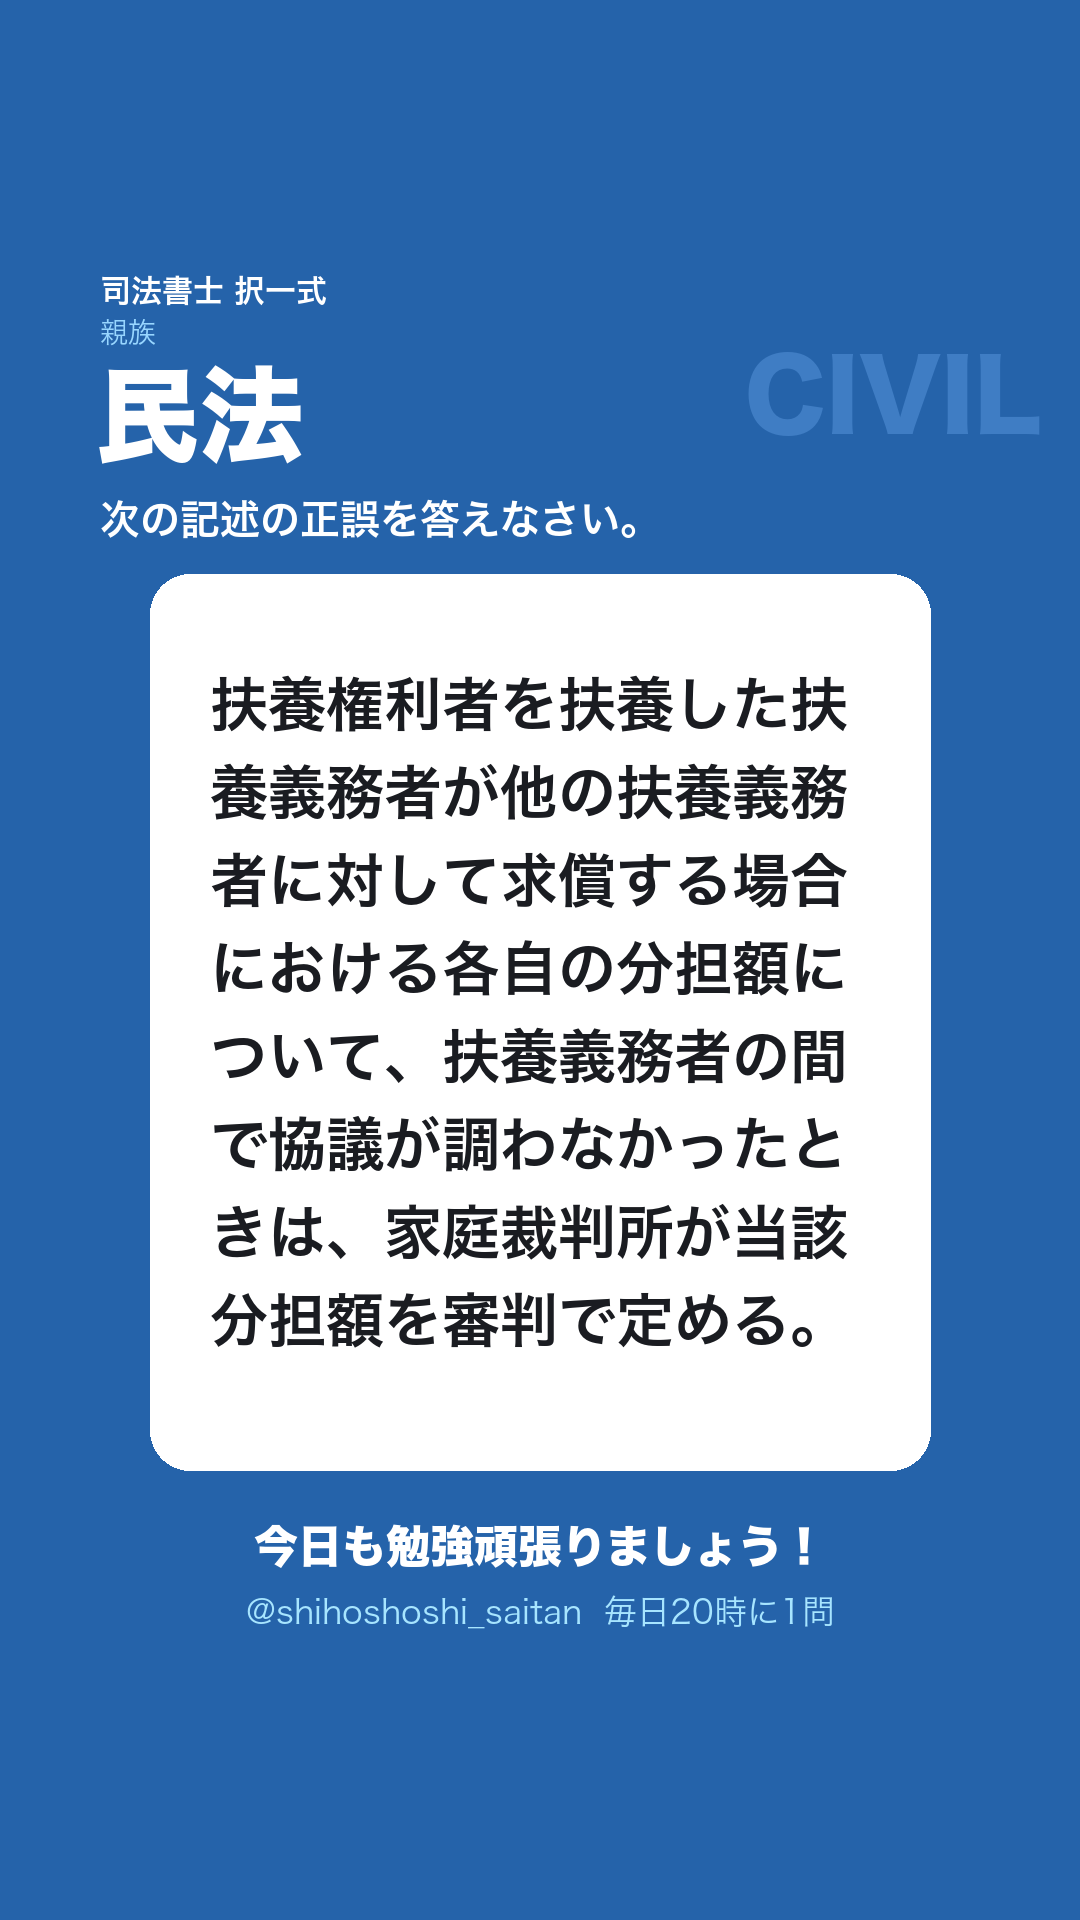 司法書士 択一式
親族
民法
CIVIL
次の記述の正誤を答えなさい。
扶養権利者を扶養した扶
養義務者が他の扶養義務
者に対して求償する場合
における各自の分担額に
ついて、扶養義務者の間
で協議が調わなかったと
きは、家庭裁判所が当該
分担額を審判で定める。
今日も勉強頑張りましょう！
@shihoshoshi_saitan 毎日20時に1問